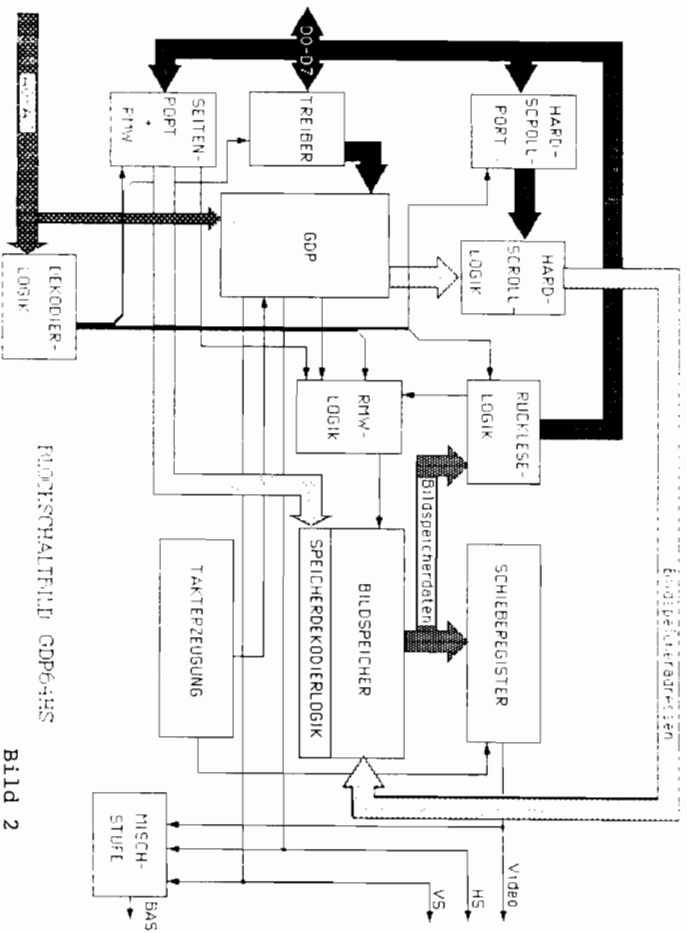 Bildspeicheradressen
HARD-
SCROLL-
PORT
HARD-
SCROLL-
LOGIK
RÜCKLESE-
LOGIK
SCHIEBEREGISTER
Video
HS
VS
Bildspeicherdaten
D0-D7
TREIBER
GDP
RMW-
LOGIK
BILDSPEICHER
SPEICHERDEKODIERLOGIK
SEITEN-
PORT
+
RMW
TAKTERZEUGUNG
MISCH-
STUFE
BAS
DEKODIER-
LOGIK
BLOCKSCHALTBILD GDP64HS
Bild 2